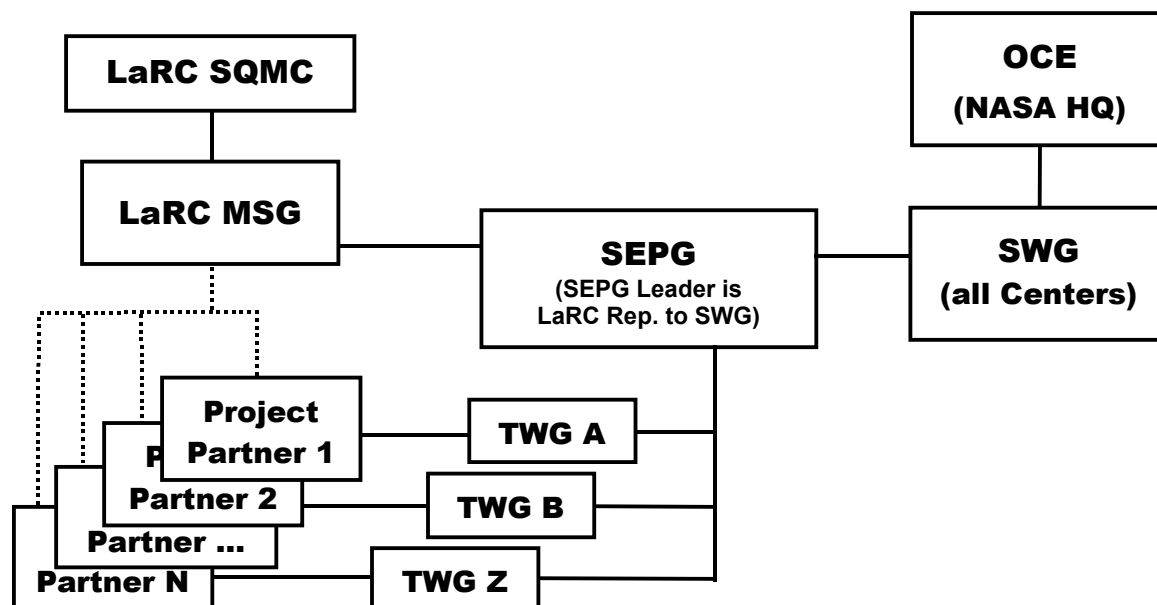 LaRC SQMC
OCE
(NASA HQ)
LaRC MSG
SEPG
(SEPG Leader is
LaRC Rep. to SWG)
SWG
(all Centers)
Project
Partner 1
TWG A
Partner 2
TWG B
Partner ...
Partner N
TWG Z